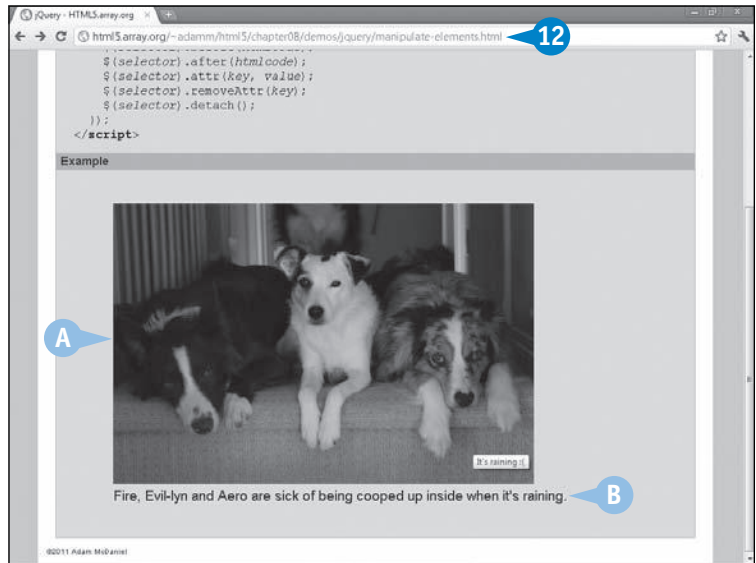 jQuery - HTML5.array.org
html5.array.org/~adamm/html5/chapter08/demos/jquery/manipulate-elements.html
12
$(selector).after(htmlcode);
$(selector).attr(key, value);
$(selector).removeAttr(key);
$(selector).detach();
});
</script>
Example
A
It's raining :(
Fire, Evil-lyn and Aero are sick of being cooped up inside when it's raining.
B
©2011 Adam McDaniel